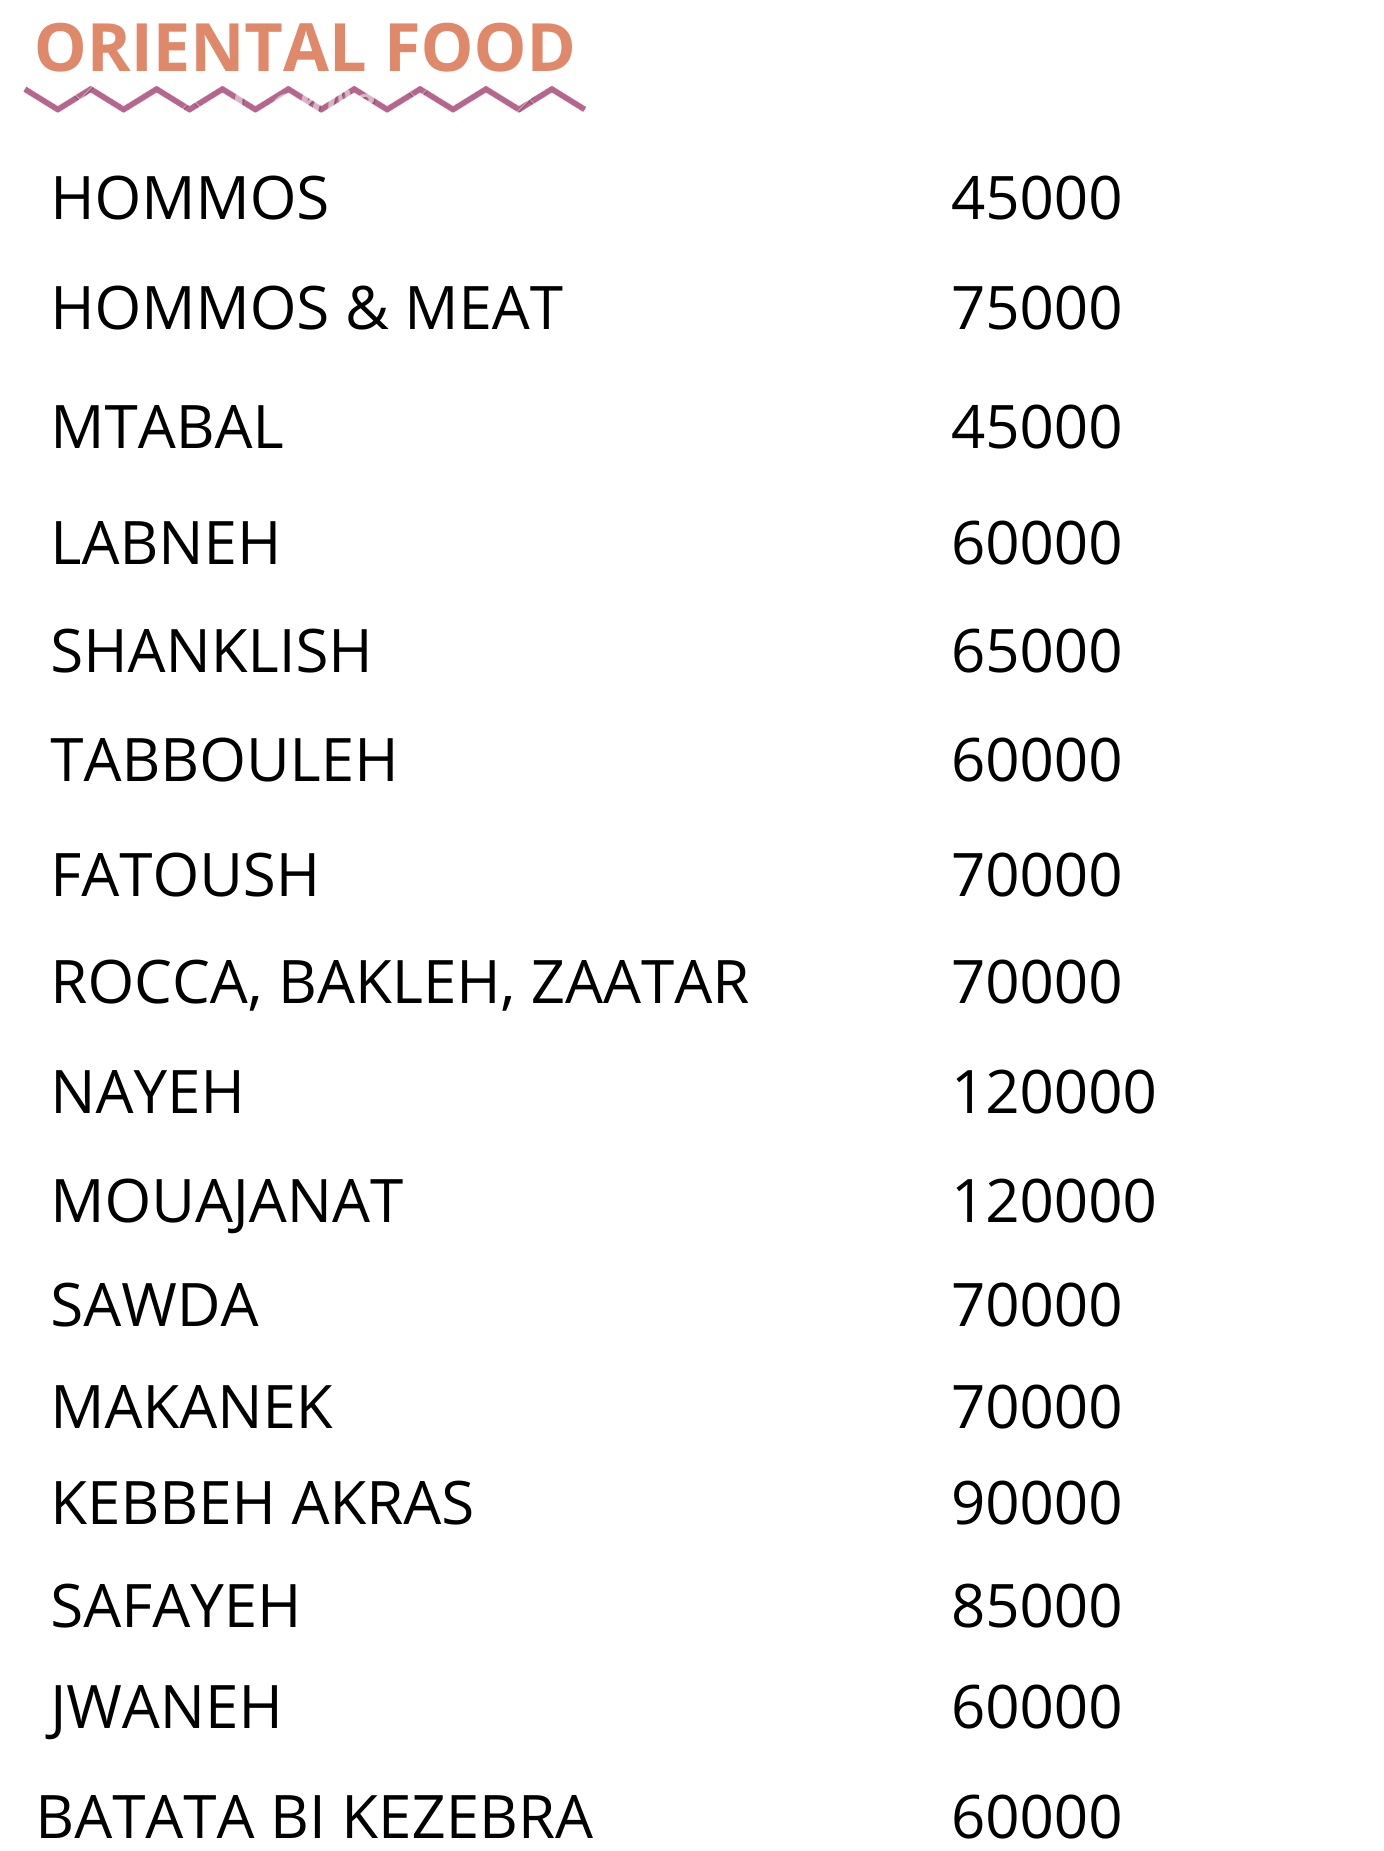 ORIENTAL FOOD
HOMMOS 45000
HOMMOS & MEAT 75000
MTABAL 45000
LABNEH 60000
SHANKLISH 65000
TABBOULEH 60000
FATOUSH 70000
ROCCA, BAKLEH, ZAATAR 70000
NAYEH 120000
MOUAJANAT 120000
SAWDA 70000
MAKANEK 70000
KEBBEH AKRAS 90000
SAFAYEH 85000
JWANEH 60000
BATATA BI KEZEBRA 60000